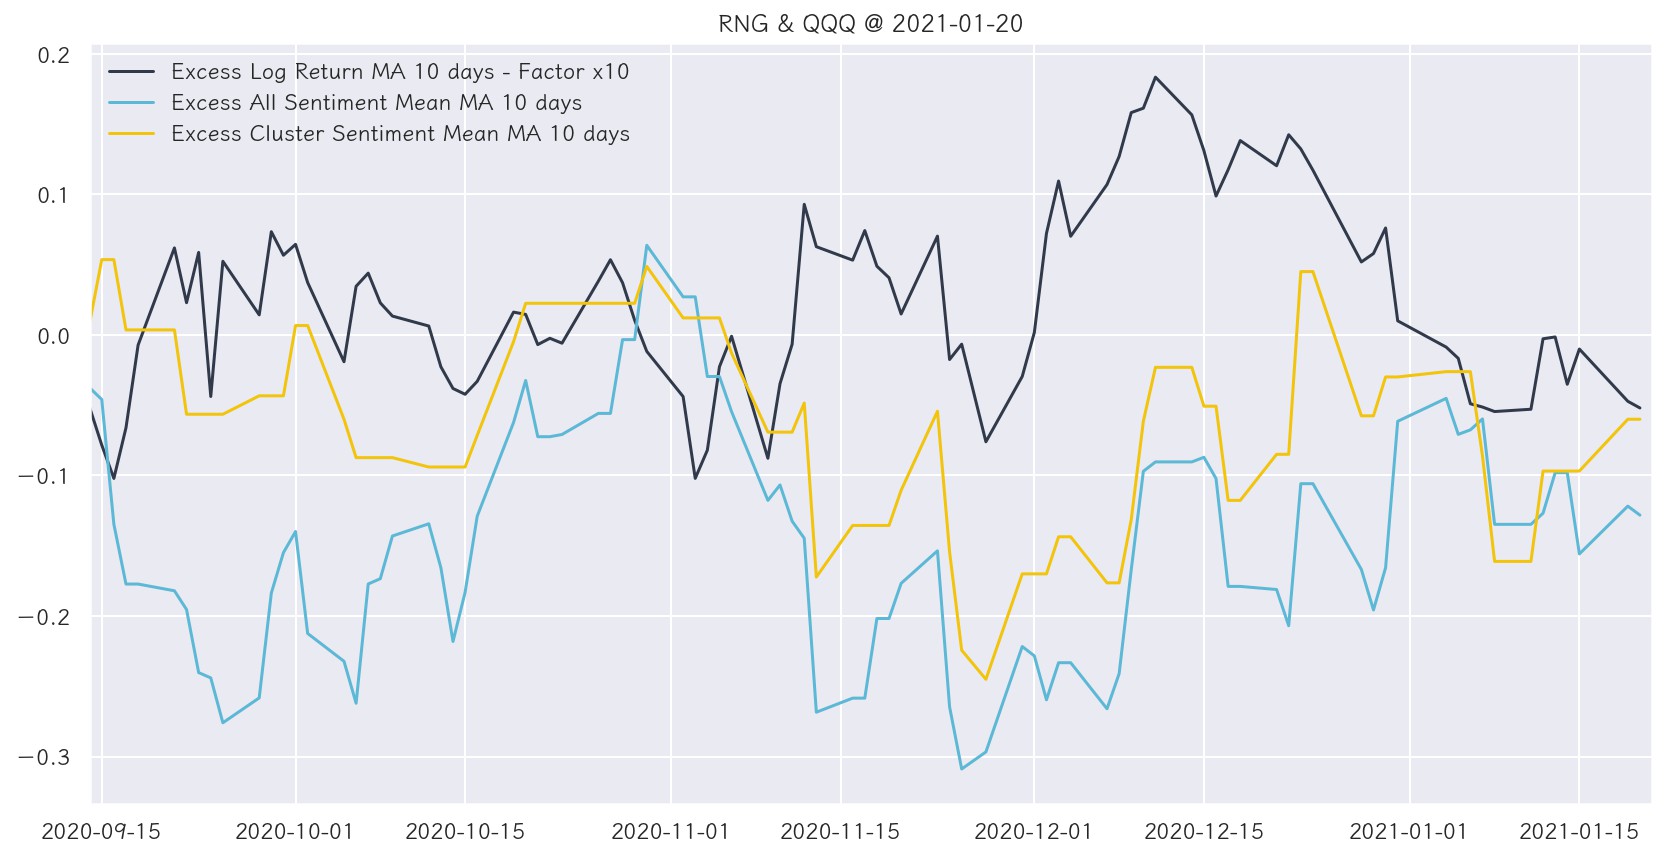 RNG & QQQ @ 2021-01-20
0.2
0.1
0.0
−0.1
−0.2
−0.3
Excess Log Return MA 10 days - Factor x10
Excess All Sentiment Mean MA 10 days
Excess Cluster Sentiment Mean MA 10 days
2020-09-15 2020-10-01 2020-10-15 2020-11-01 2020-11-15 2020-12-01 2020-12-15 2021-01-01 2021-01-15